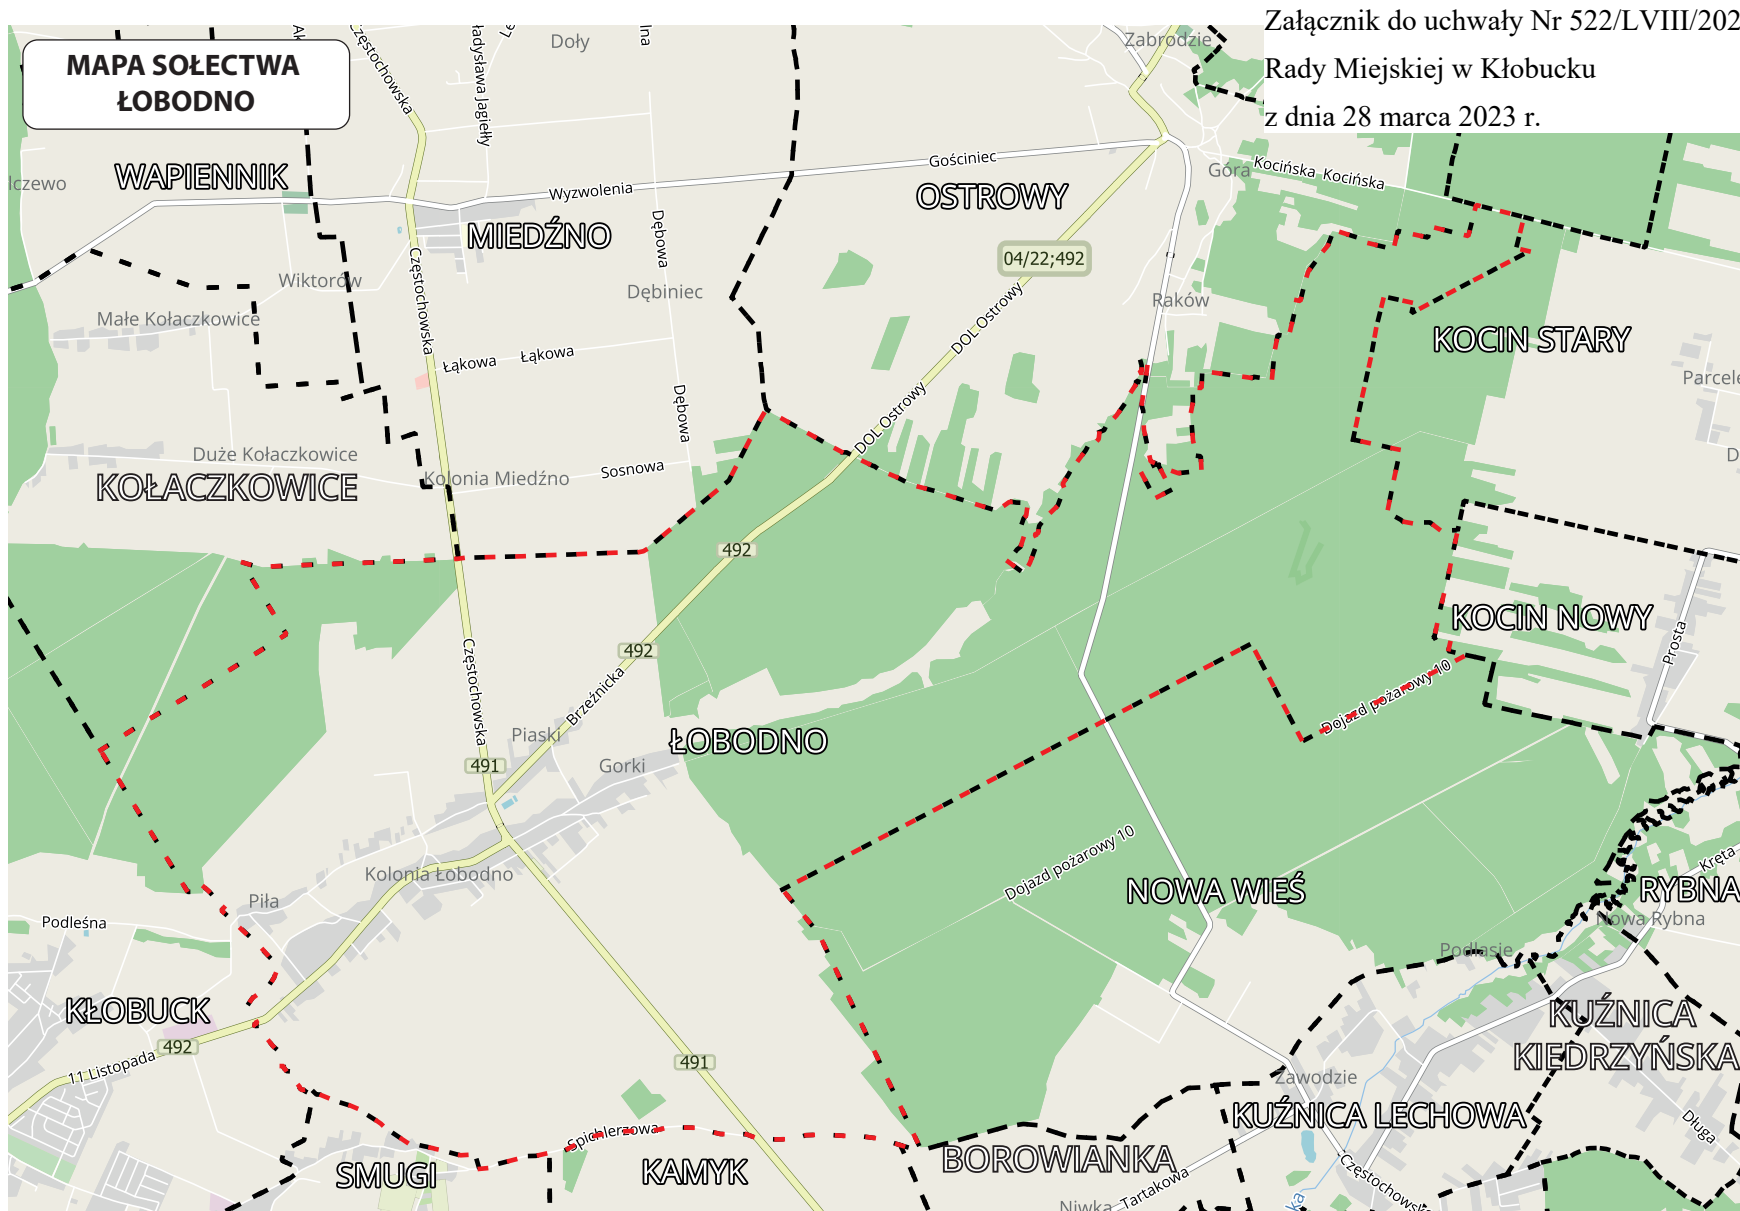 Załącznik do uchwały Nr 522/LVIII/202
Rady Miejskiej w Kłobucku
z dnia 28 marca 2023 r.
MAPA SOŁECTWA
ŁOBODNO
Częstochowska
Doły
Zabrodzie
WAPIENNIK
Wyzwolenia
Gościniec
OSTROWY
Góra
Kocińska Kocińska
MIEDŹNO
Dębowa
Częstochowska
04/22;492
Wiktorów
Dębiniec
Raków
Małe Kołaczkowice
DOL Ostrowy
KOCIN STARY
Łąkowa
Łąkowa
DOL Ostrowy
Dębowa
Duże Kołaczkowice
KOŁACZKOWICE
Kolonia Miedźno
Sosnowa
492
KOCIN NOWY
Prosta
492
Częstochowska
Brzeźnicka
Dojazd pożarowy 10
Piaski
ŁOBODNO
491
Gorki
Dojazd pożarowy 10
Kolonia Łobodno
NOWA WIEŚ
Kręta
RYBNA
Piła
Podleśna
Nowa Rybna
Podlasie
KŁOBUCK
KUŹNICA
KIEDRZYŃSKA
492
11 Listopada
491
Zawodzie
KUŹNICA LECHOWA
Długa
Spichlerzowa
BOROWIANKA
SMUGI
KAMYK
Niwka
Tartakowa